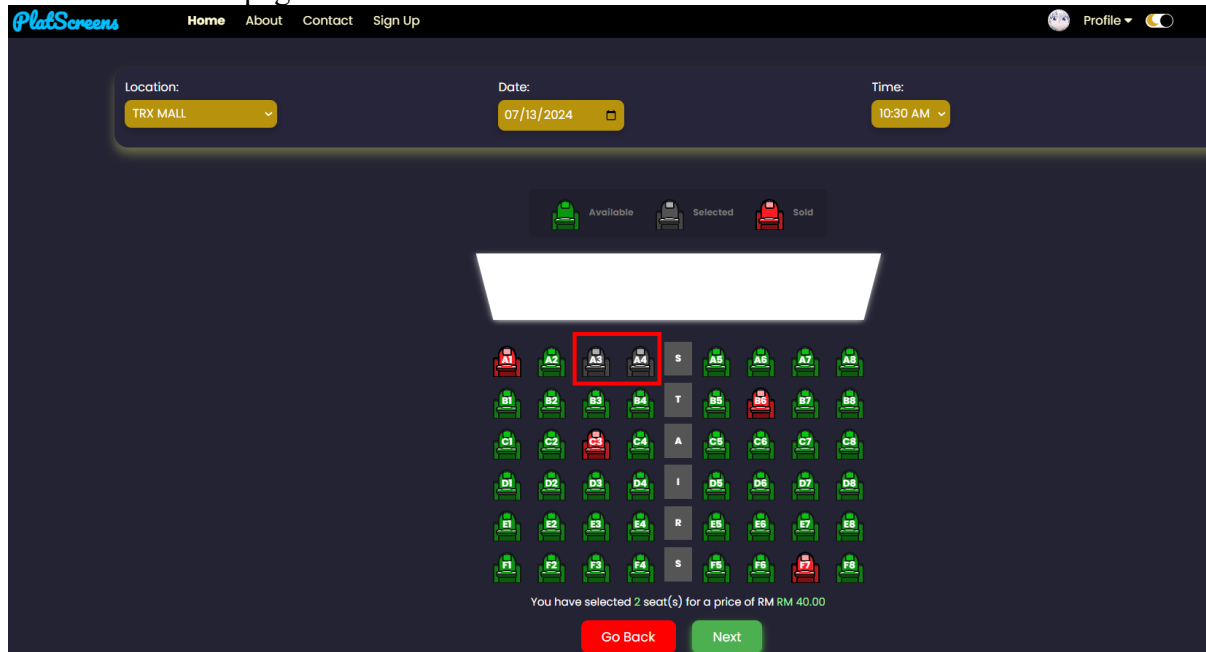 PlatScreens Home About Contact Sign Up Profile
Location: Date: Time:
TRX MALL 07/13/2024 10:30 AM
Available Selected Sold
A1 A2 A3 A4 S A5 A6 A7 A8
B1 B2 B3 B4 T B5 B6 B7 B8
C1 C2 C3 C4 A C5 C6 C7 C8
D1 D2 D3 D4 I D5 D6 D7 D8
E1 E2 E3 E4 R E5 E6 E7 E8
F1 F2 F3 F4 S F5 F6 F7 F8
You have selected 2 seat(s) for a price of RM RM 40.00
Go Back Next